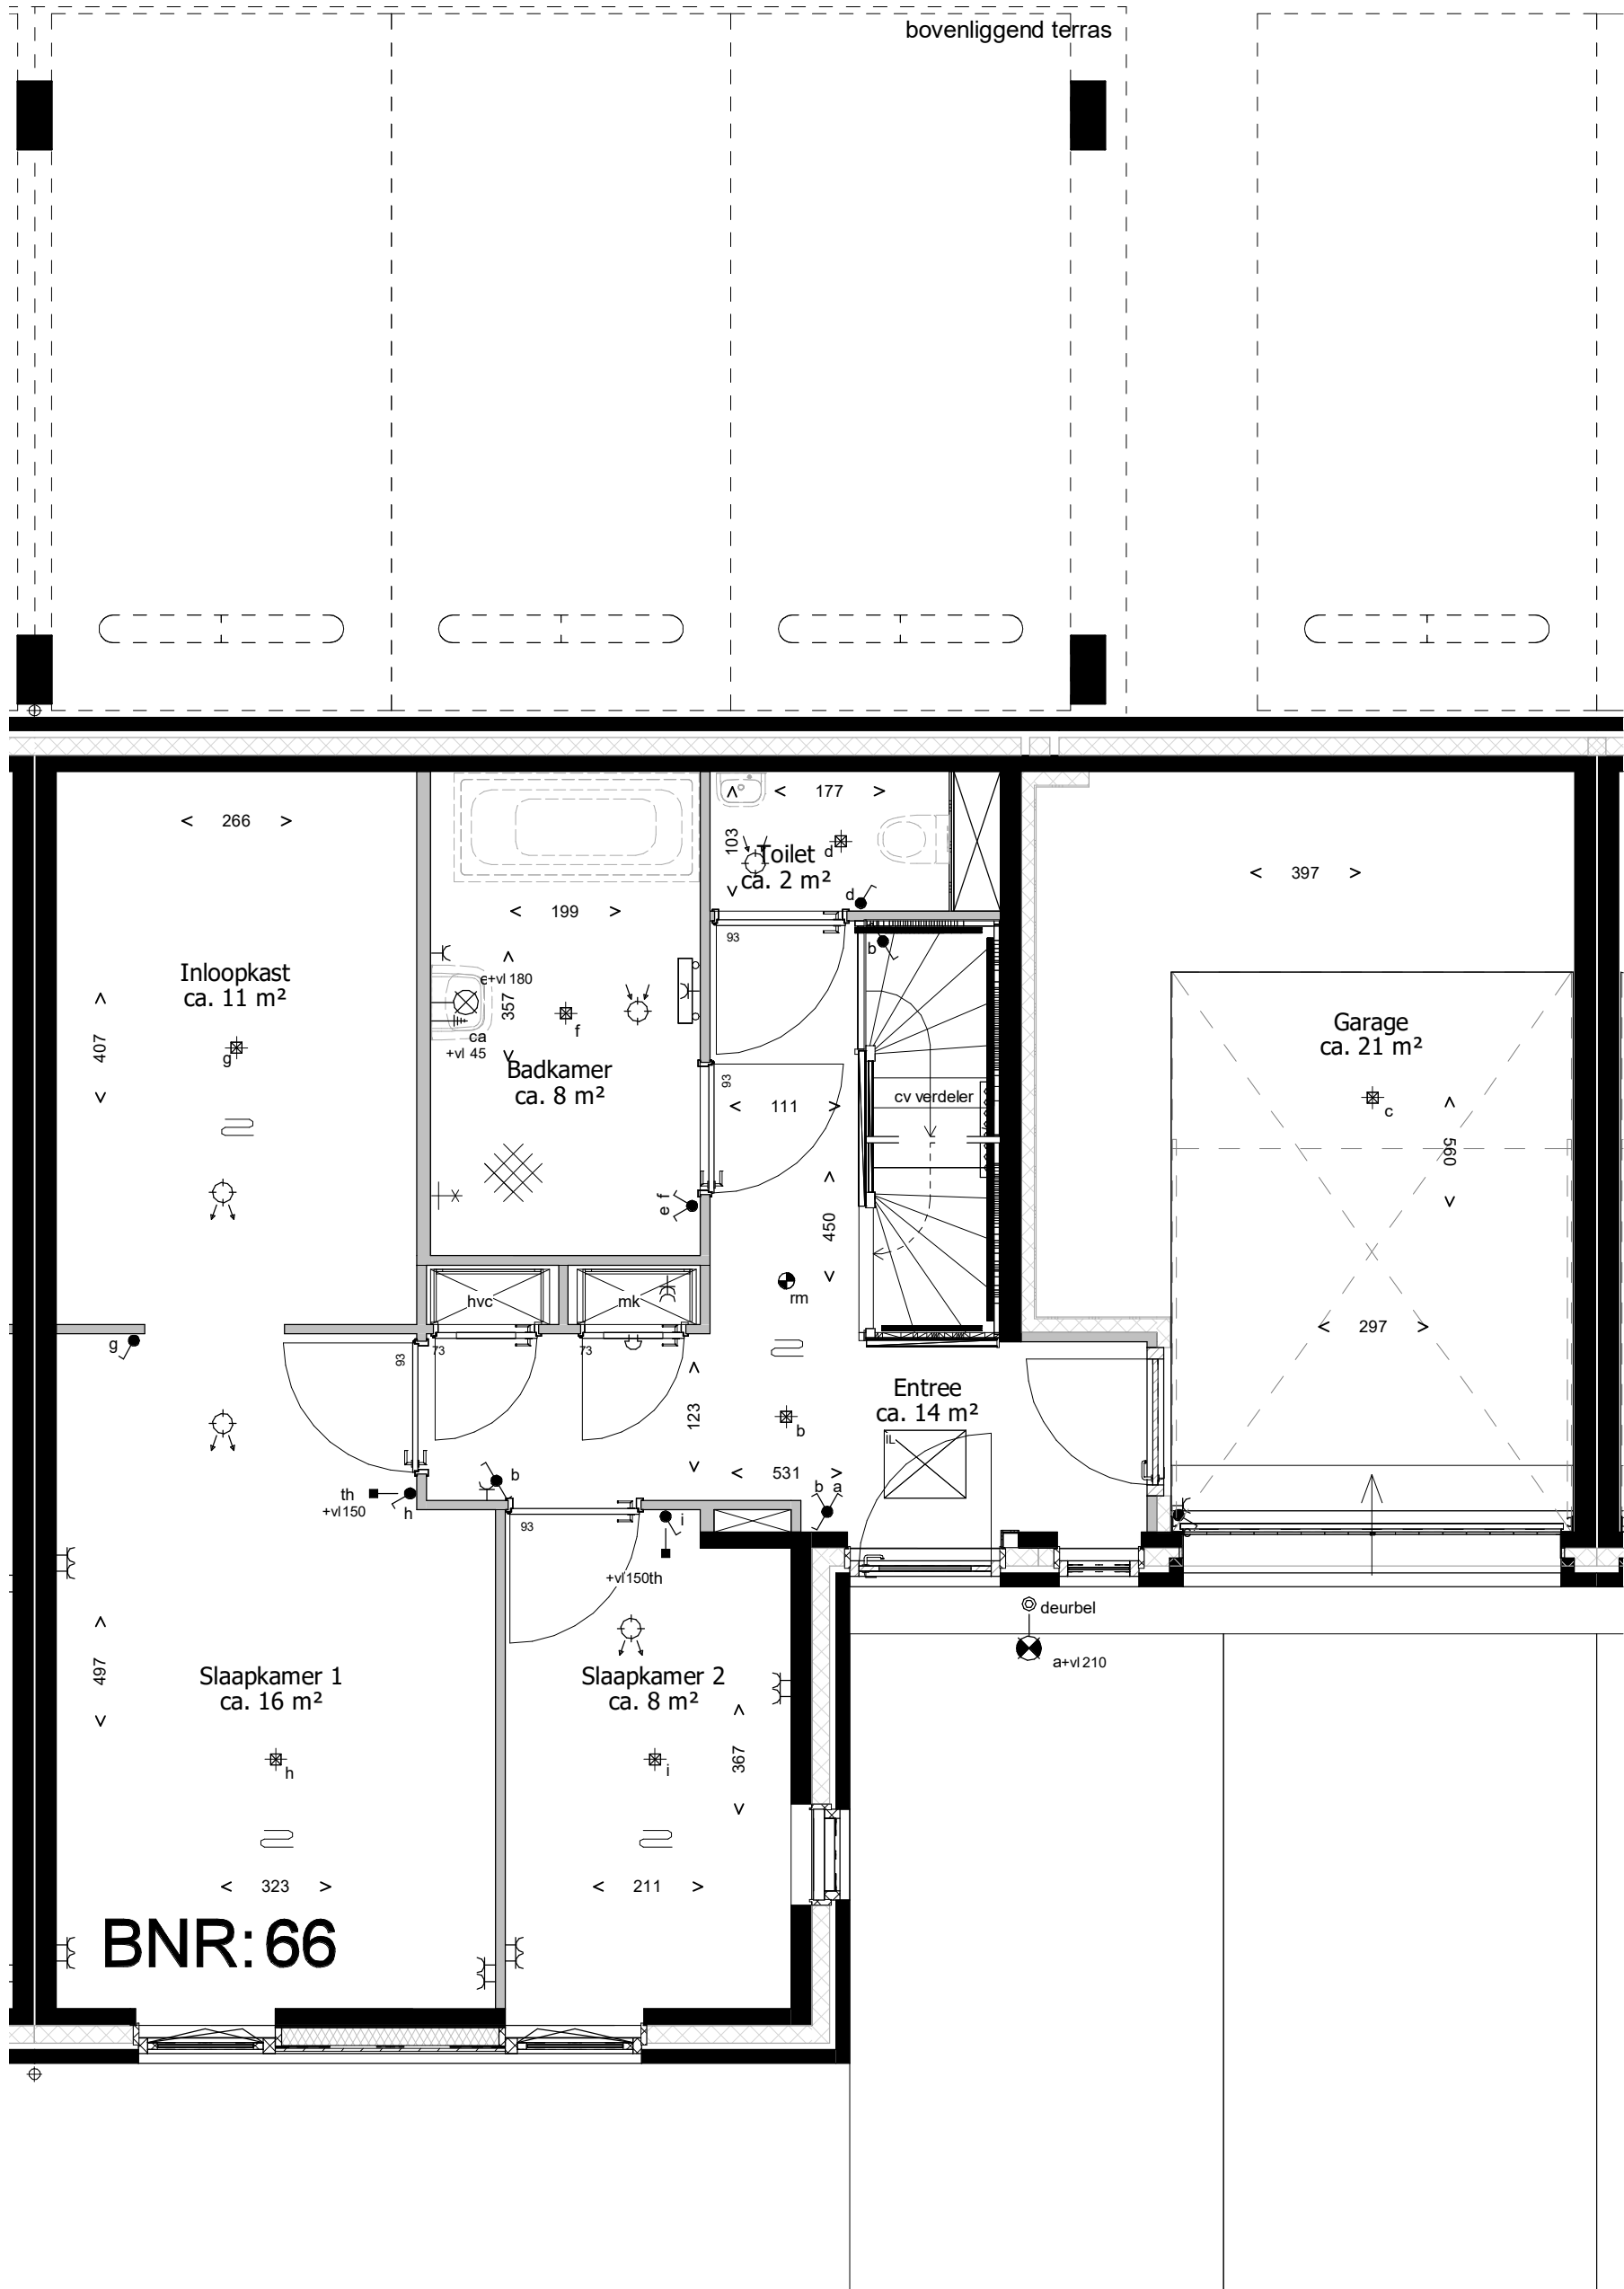 bovenliggend terras
266
177
103
Toilet
ca. 2 m²
d
d
397
199
93
b
Inloopkast
ca. 11 m²
e+vl 180
357
f
ca
+vl 45
407
g
Badkamer
ca. 8 m²
93
111
cv verdeler
Garage
ca. 21 m²
c
560
e f
450
rm
hvc
mk
297
g
93
73
73
123
Entree
ca. 14 m²
IL
b
531
b a
th
+vl150
h
b
93
i
+vl150th
deurbel
a+vl 210
497
Slaapkamer 1
ca. 16 m²
Slaapkamer 2
ca. 8 m²
h
i
367
323
211
BNR: 66